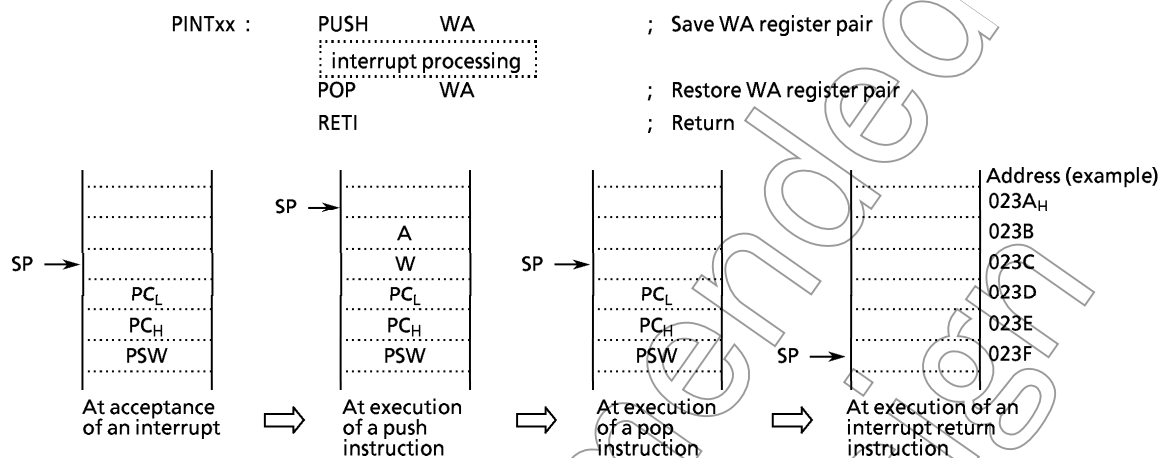 PINTxx : PUSH WA ; Save WA register pair
interrupt processing
POP WA ; Restore WA register pair
RETI ; Return
Address (example)
SP 023AH
A 023B
SP W SP 023C
PCL PCL PCL 023D
PCH PCH PCH 023E
PSW PSW PSW SP 023F
At acceptance At execution At execution At execution of an
of an interrupt of a push of a pop interrupt return
instruction instruction instruction